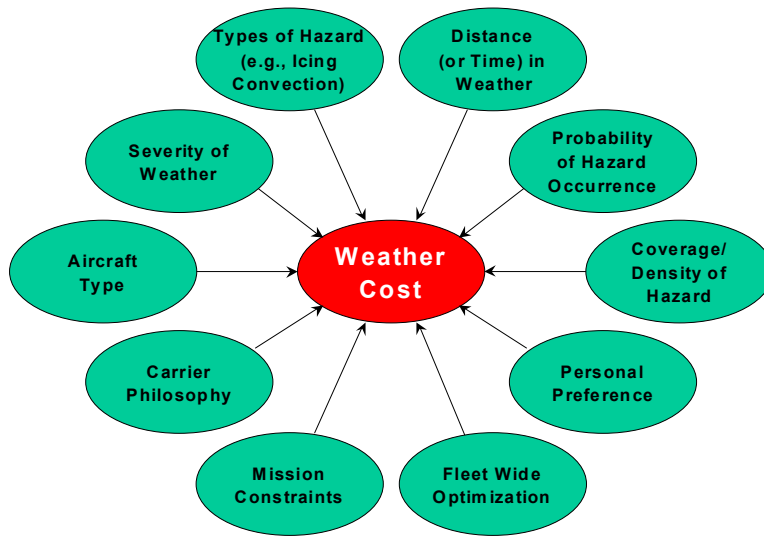 Types of Hazard
(e.g., Icing
Convection)
Distance
(or Time) in
Weather
Severity of
Weather
Probability
of Hazard
Occurrence
Aircraft
Type
Weather
Cost
Coverage/
Density of
Hazard
Carrier
Philosophy
Personal
Preference
Mission
Constraints
Fleet Wide
Optimization